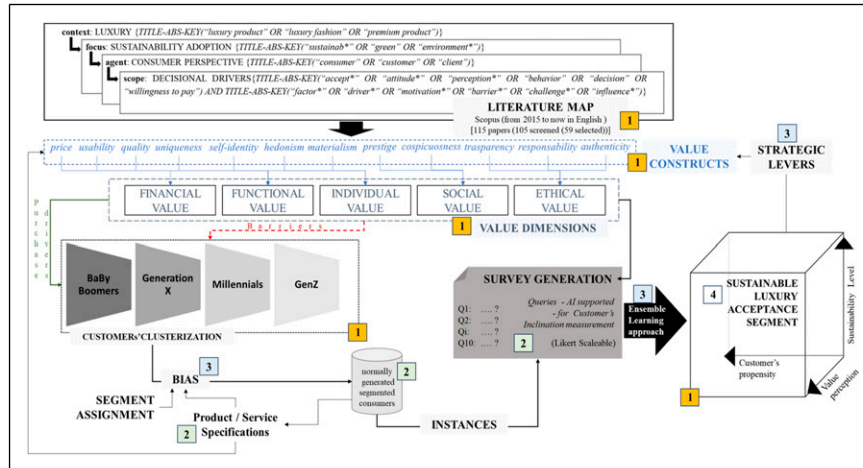 context: LUXURY {TITLE-ABS-KEY("luxury product" OR "luxury fashion" OR "premium product")}
focus: SUSTAINABILITY ADOPTION {TITLE-ABS-KEY("sustainab*" OR "green" OR "environment*")}
agent: CONSUMER PERSPECTIVE {TITLE-ABS-KEY("consumer" OR "customer" OR "client")}
scope: DECISIONAL DRIVERS{TITLE-ABS-KEY("accept*" OR "attitude*" OR "perception*" OR "behavior" OR "decision" OR
"willingness to pay") AND TITLE-ABS-KEY("factor*" OR "driver*" OR "motivation*" OR "barrier*" OR "challenge*" OR "influence*")}
LITERATURE MAP
Scopus (from 2015 to now in English )
[115 papers (105 screened (59 selected))]
1
price usability quality uniqueness self-identity hedonism materialism prestige cospicuosness trasparency responsability authenticity
1
VALUE
CONSTRUCTS
3
STRATEGIC
LEVERS
FINANCIAL
VALUE
FUNCTIONAL
VALUE
INDIVIDUAL
VALUE
SOCIAL
VALUE
ETHICAL
VALUE
1
VALUE DIMENSIONS
purchase
drivers
Barriers
BaBy
Boomers
Generation
X
Millennials
GenZ
CUSTOMERs'CLUSTERIZATION
1
SURVEY GENERATION
Q1: .... ?
Q2: .... ?
Qi: .... ?
Q10: .... ?
Queries - AI supported
- for Customer's
Inclination measurement
2
(Likert Scaleable)
3
Ensemble
Learning
approach
4
SUSTAINABLE
LUXURY
ACCEPTANCE
SEGMENT
Customer's
propensity
Value
perception
Sustainability Level
1
3
BIAS
SEGMENT
ASSIGNMENT
2
Product / Service
Specifications
2
normally
generated
segmented
consumers
INSTANCES